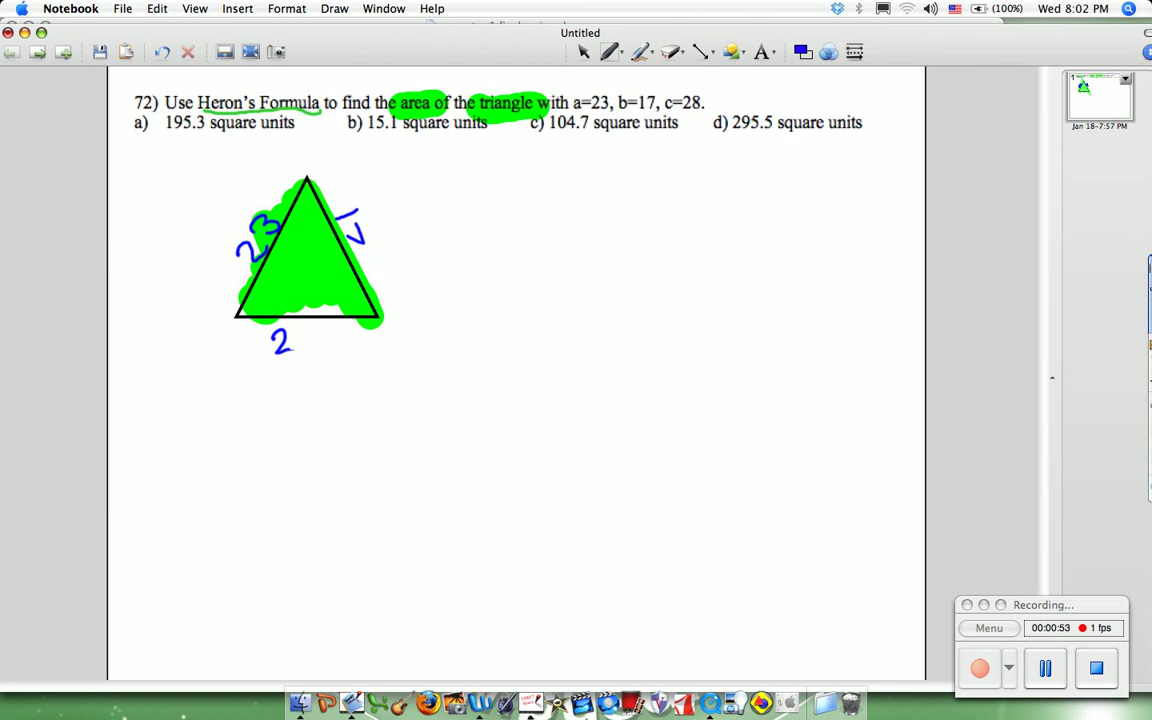 Notebook File Edit View Insert Format Draw Window Help (100%) Wed 8:02 PM
Untitled
72) Use Heron's Formula to find the area of the triangle with a=23, b=17, c=28.
a) 195.3 square units b) 15.1 square units c) 104.7 square units d) 295.5 square units
Jan 18-7:57 PM
23
17
2
Recording...
Menu 00:00:53 1 fps